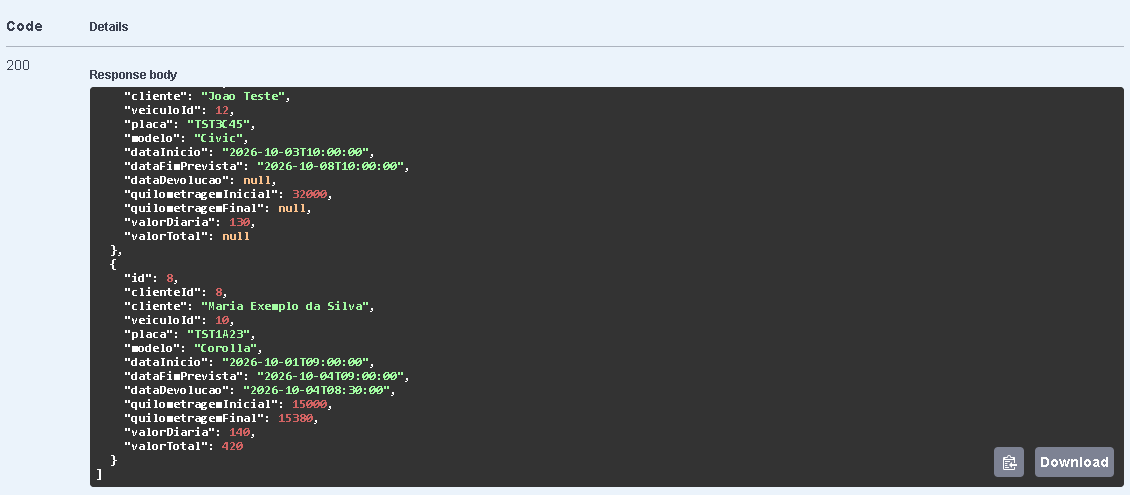 Code Details
200
Response body
"cliente": "Joao Teste",
"veiculoId": 12,
"placa": "TST3C45",
"modelo": "Civic",
"dataInicio": "2026-10-03T10:00:00",
"dataFimPrevista": "2026-10-08T10:00:00",
"dataDevolucao": null,
"quilometragemInicial": 32000,
"quilometragemFinal": null,
"valorDiaria": 130,
"valorTotal": null
},
{
"id": 8,
"clienteId": 8,
"cliente": "Maria Exemplo da Silva",
"veiculoId": 10,
"placa": "TST1A23",
"modelo": "Corolla",
"dataInicio": "2026-10-01T09:00:00",
"dataFimPrevista": "2026-10-04T09:00:00",
"dataDevolucao": "2026-10-04T08:30:00",
"quilometragemInicial": 15000,
"quilometragemFinal": 15380,
"valorDiaria": 140,
"valorTotal": 420
}
]
Download